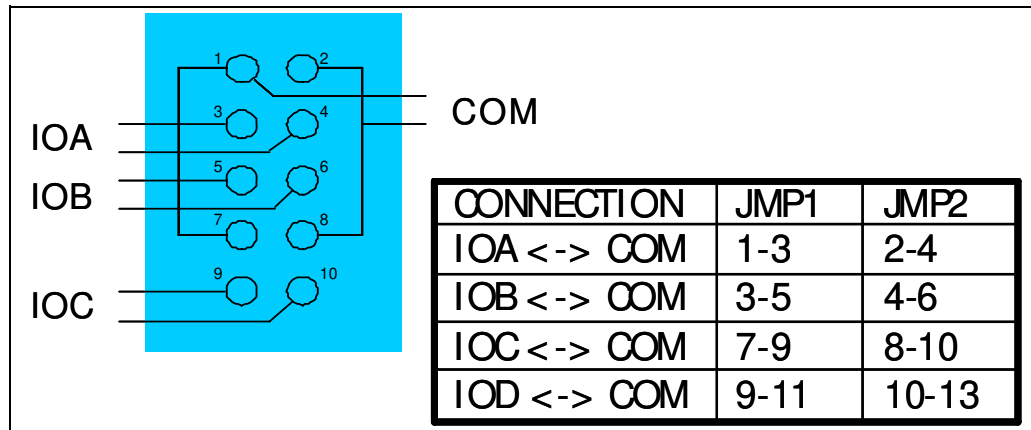 1 2
COM
3 4
IOA
5 6
IOB
7 8
9 10
IOC
CONNECTION JMP1 JMP2
IOA <-> COM 1-3 2-4
IOB <-> COM 3-5 4-6
IOC <-> COM 7-9 8-10
IOD <-> COM 9-11 10-13